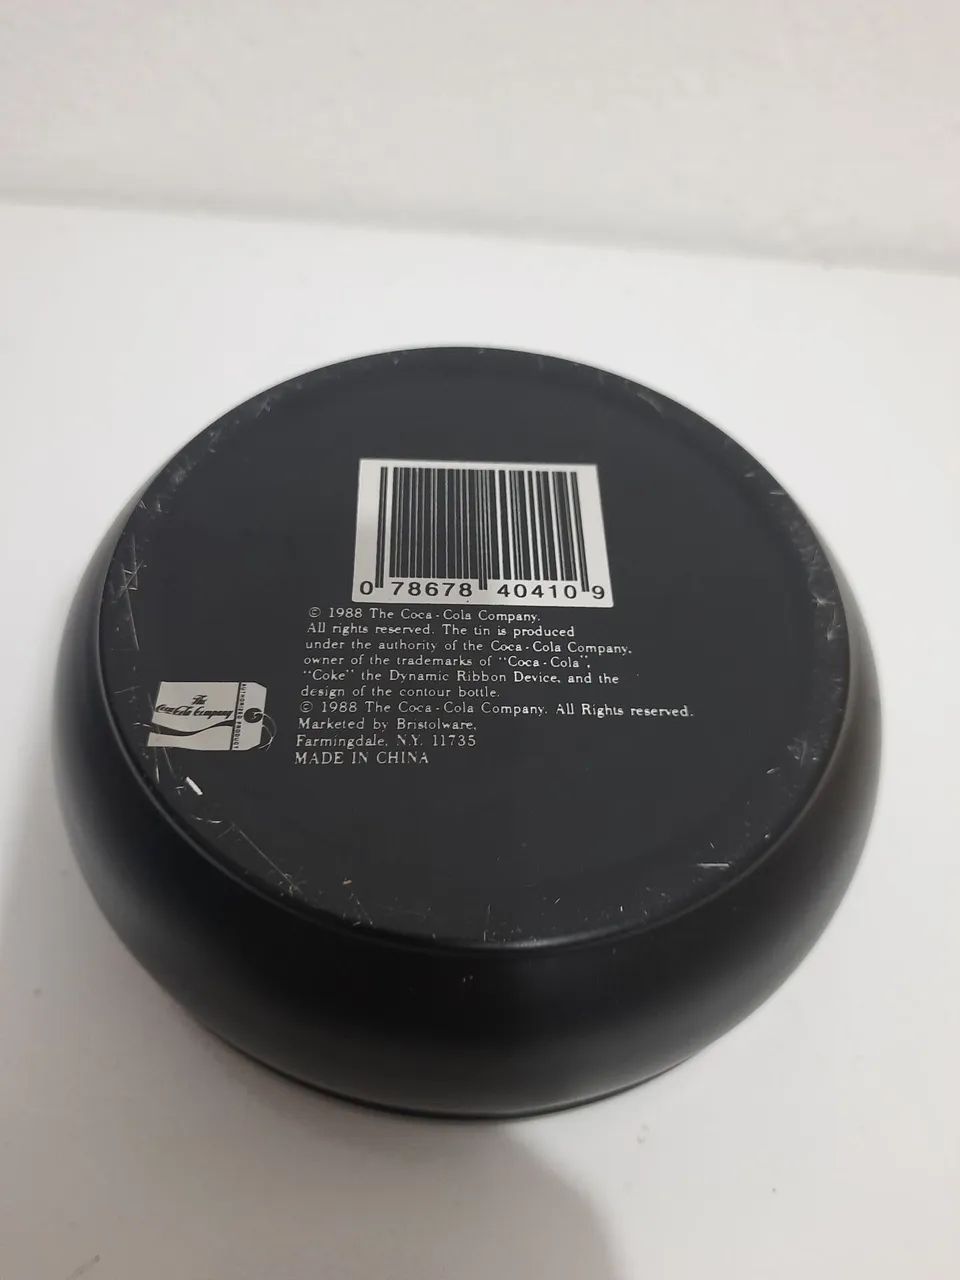 0 78678 40410 9
© 1988 The Coca-Cola Company.
All rights reserved. The tin is produced
under the authority of the Coca-Cola Company,
owner of the trademarks of "Coca-Cola",
"Coke" the Dynamic Ribbon Device, and the
design of the contour bottle.
© 1988 The Coca-Cola Company. All Rights reserved.
Marketed by Bristolware,
Farmingdale, N.Y. 11735
MADE IN CHINA
The
Coca-Cola Company
AUTHORIZED PRODUCT